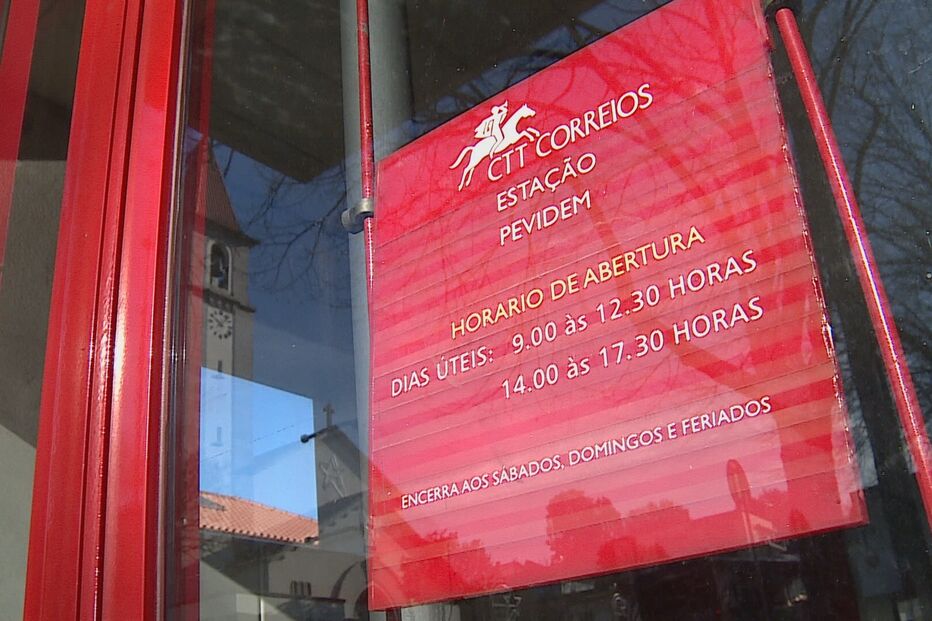 CTT CORREIOS
ESTAÇÃO
PEVIDEM
HORARIO DE ABERTURA
DIAS ÚTEIS: 9.00 às 12.30 HORAS
14.00 às 17.30 HORAS
ENCERRA AOS SÁBADOS, DOMINGOS E FERIADOS